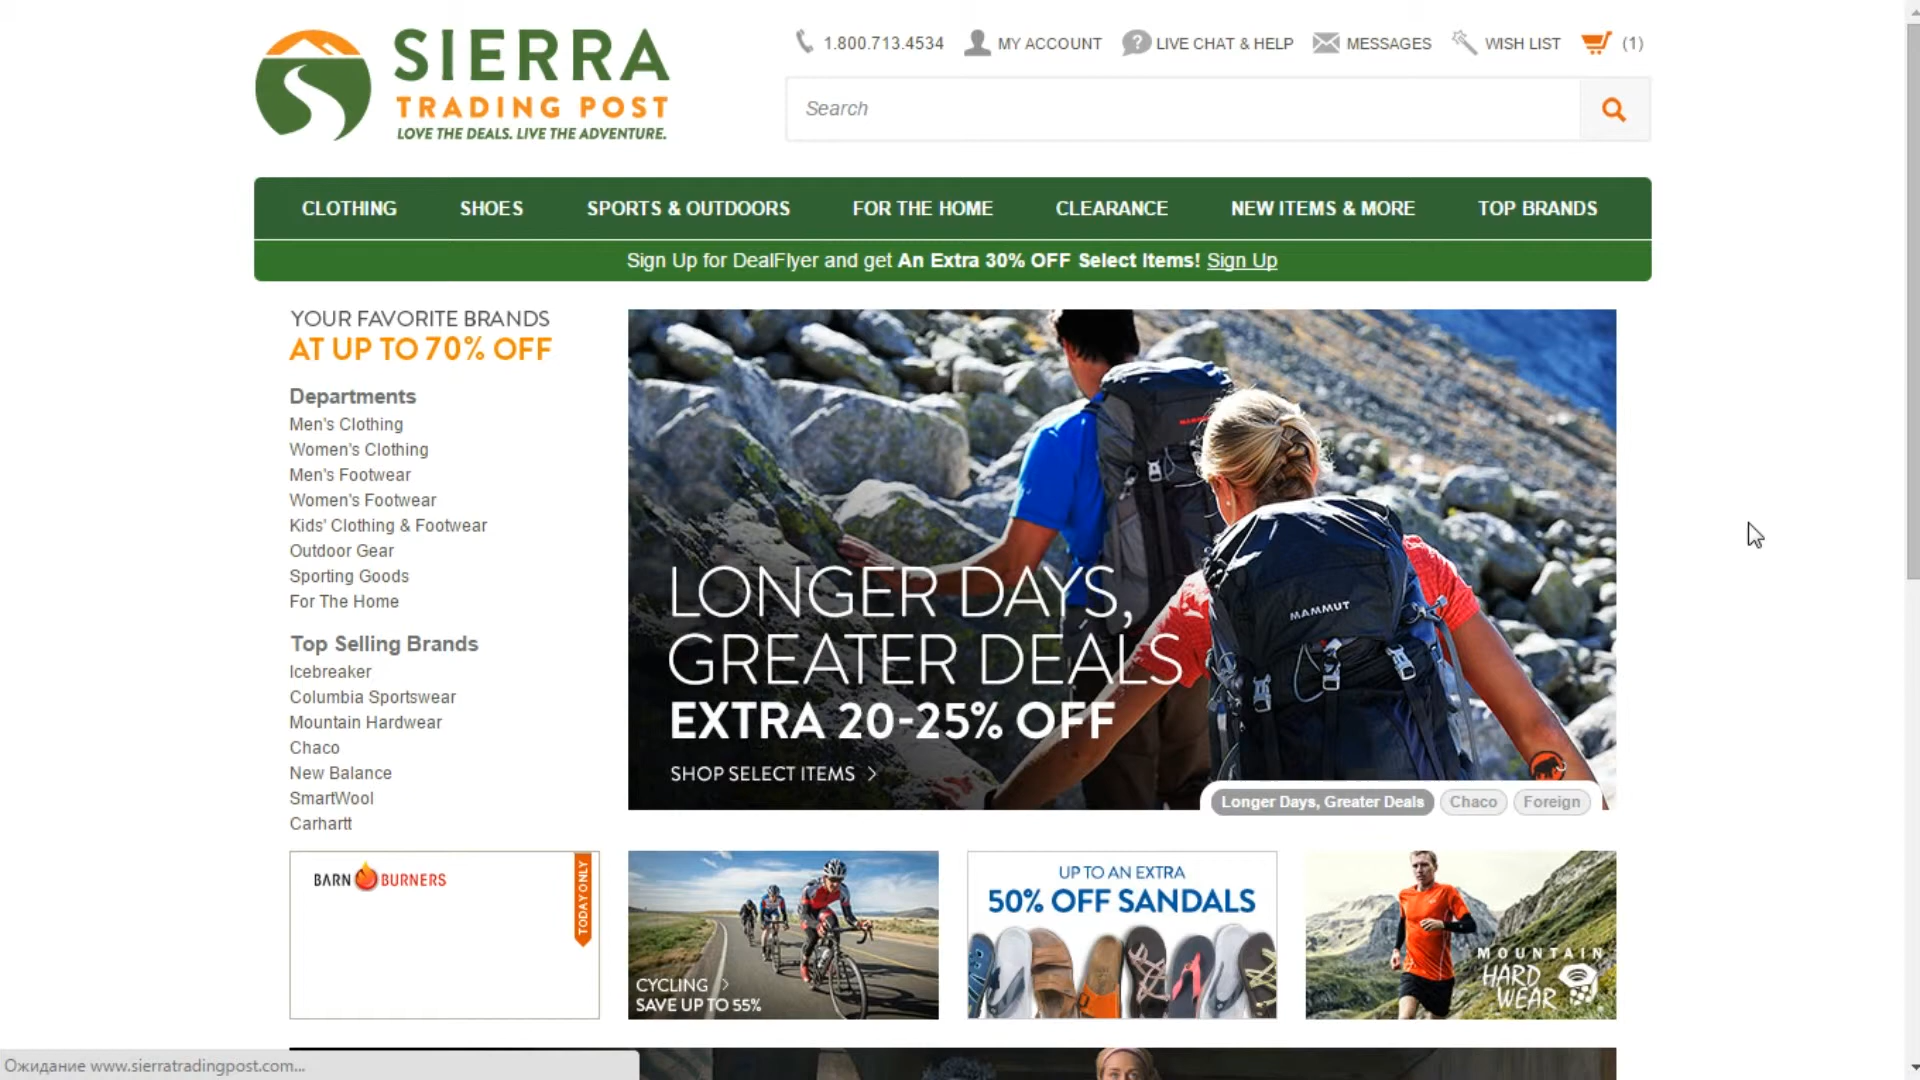 SIERRA
TRADING POST
LOVE THE DEALS. LIVE THE ADVENTURE.
1.800.713.4534 MY ACCOUNT LIVE CHAT & HELP MESSAGES WISH LIST (1)
Search
CLOTHING SHOES SPORTS & OUTDOORS FOR THE HOME CLEARANCE NEW ITEMS & MORE TOP BRANDS
Sign Up for DealFlyer and get An Extra 30% OFF Select Items! Sign Up
YOUR FAVORITE BRANDS
AT UP TO 70% OFF
Departments
Men's Clothing
Women's Clothing
Men's Footwear
Women's Footwear
Kids' Clothing & Footwear
Outdoor Gear
Sporting Goods
For The Home
Top Selling Brands
Icebreaker
Columbia Sportswear
Mountain Hardwear
Chaco
New Balance
SmartWool
Carhartt
MAMMUT
LONGER DAYS,
GREATER DEALS
EXTRA 20-25% OFF
SHOP SELECT ITEMS >
Longer Days, Greater Deals Chaco Foreign
BARN BURNERS
TODAY ONLY
CYCLING >
SAVE UP TO 55%
UP TO AN EXTRA
50% OFF SANDALS
MOUNTAIN
HARD
WEAR
Ожидание www.sierratradingpost.com...